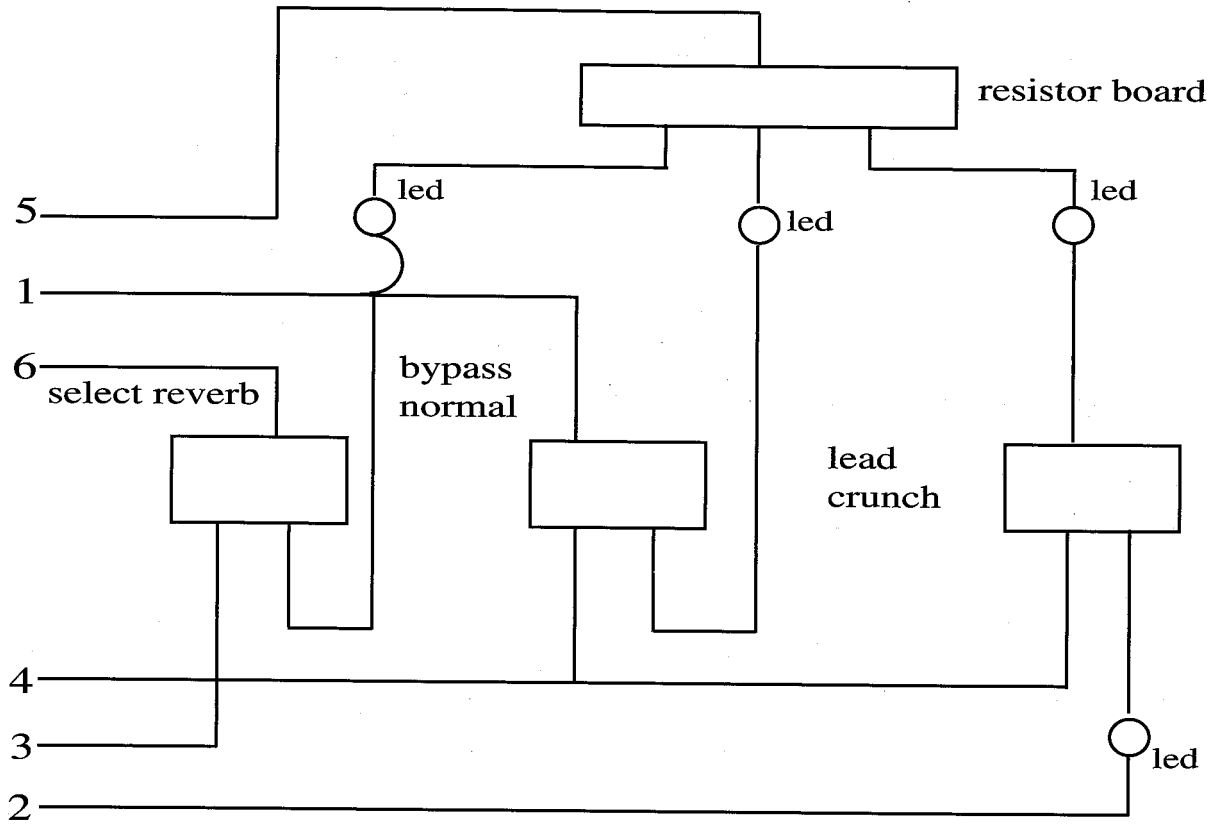 resistor board
led
led
led
5
1
6
select reverb
bypass
normal
lead
crunch
4
3
led
2